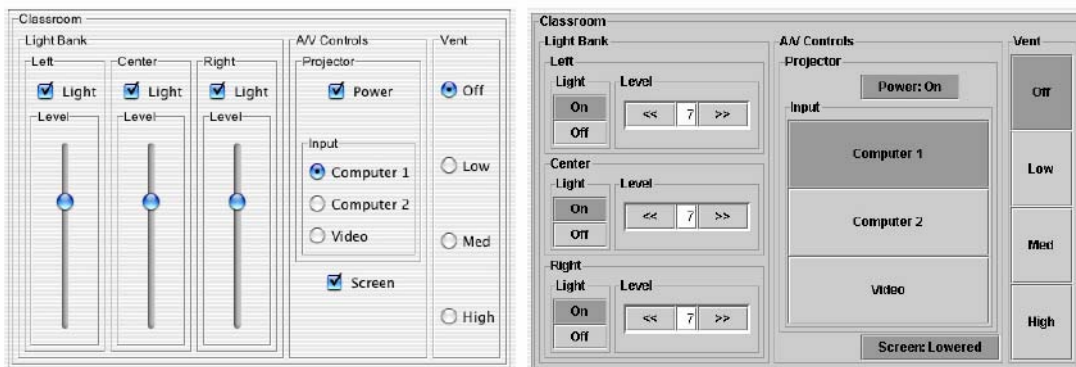 Classroom
Light Bank A/V Controls Vent
Left Center Right Projector
Light Light Light Power Off
Level Level Level
Input
Computer 1 Low
Computer 2
Video Med
Screen
High
Classroom
Light Bank A/V Controls Vent
Left Projector
Light Level Power: On Off
On << 7 >> Input
Off
Computer 1
Center Low
Light Level
On << 7 >> Computer 2
Off Med
Right
Light Level Video
On << 7 >> High
Off
Screen: Lowered